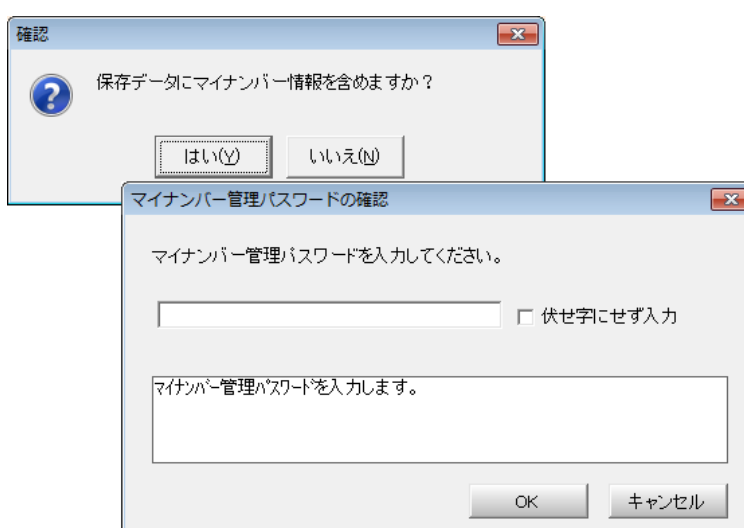 確認
保存データにマイナンバー情報を含めますか？
はい(Y)
いいえ(N)
マイナンバー管理パスワードの確認
マイナンバー管理パスワードを入力してください。
伏せ字にせず入力
ﾏｲﾅﾝﾊﾞｰ管理ﾊﾟｽﾜｰﾄﾞを入力します。
OK
キャンセル